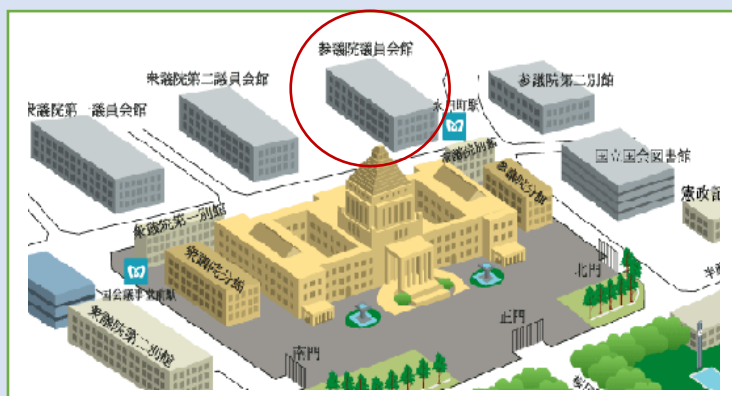 参議院議員会館
衆議院第二議員会館
参議院第二別館
衆議院第一議員会館
永田町駅
参議院別館
国立国会図書館
参議院分館
憲政記
衆議院第一別館
衆議院分館
北門
国会議事堂前駅
正門
衆議院第二別館
南門